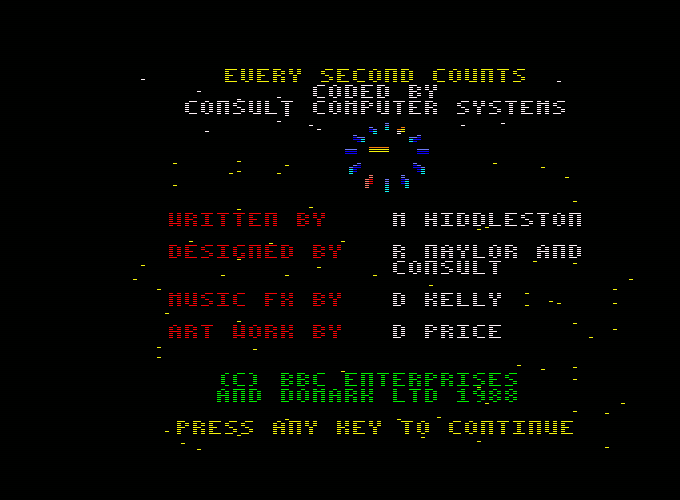 EVERY SECOND COUNTS
CODED BY
CONSULT COMPUTER SYSTEMS
WRITTEN BY M HIDDLESTON
DESIGNED BY R NAYLOR AND
CONSULT
MUSIC FX BY D KELLY
ART WORK BY D PRICE
(C) BBC ENTERPRISES
AND DOMARK LTD 1988
PRESS ANY KEY TO CONTINUE